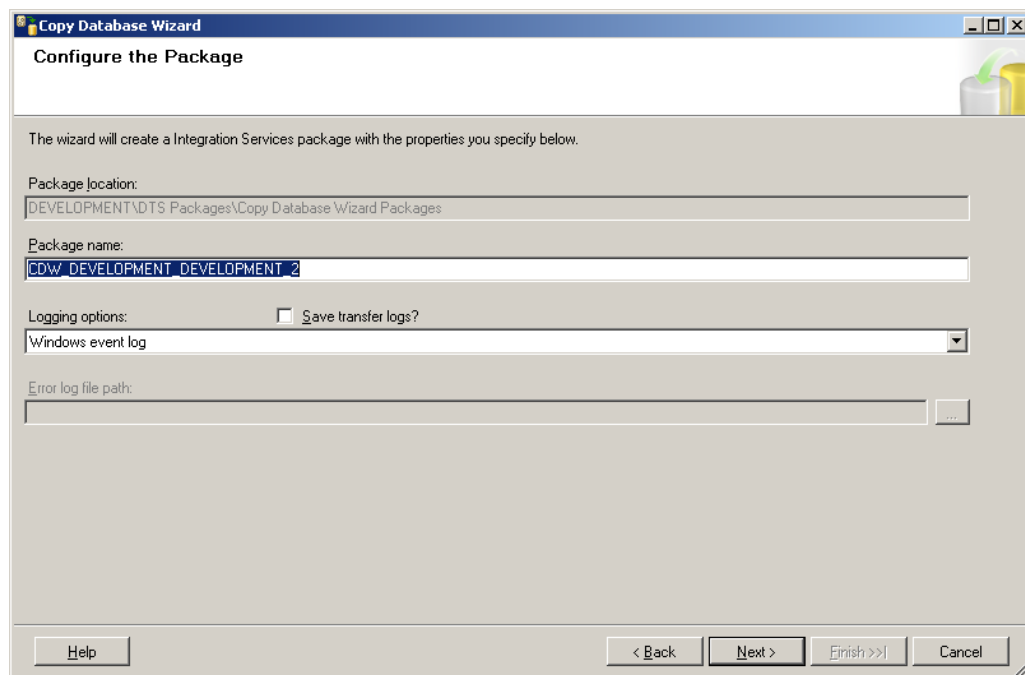 Copy Database Wizard
Configure the Package
The wizard will create a Integration Services package with the properties you specify below.
Package location:
DEVELOPMENT\DTS Packages\Copy Database Wizard Packages
Package name:
CDW_DEVELOPMENT_DEVELOPMENT_2
Logging options: Save transfer logs?
Windows event log
Error log file path:
...
Help < Back Next > Finish >>| Cancel